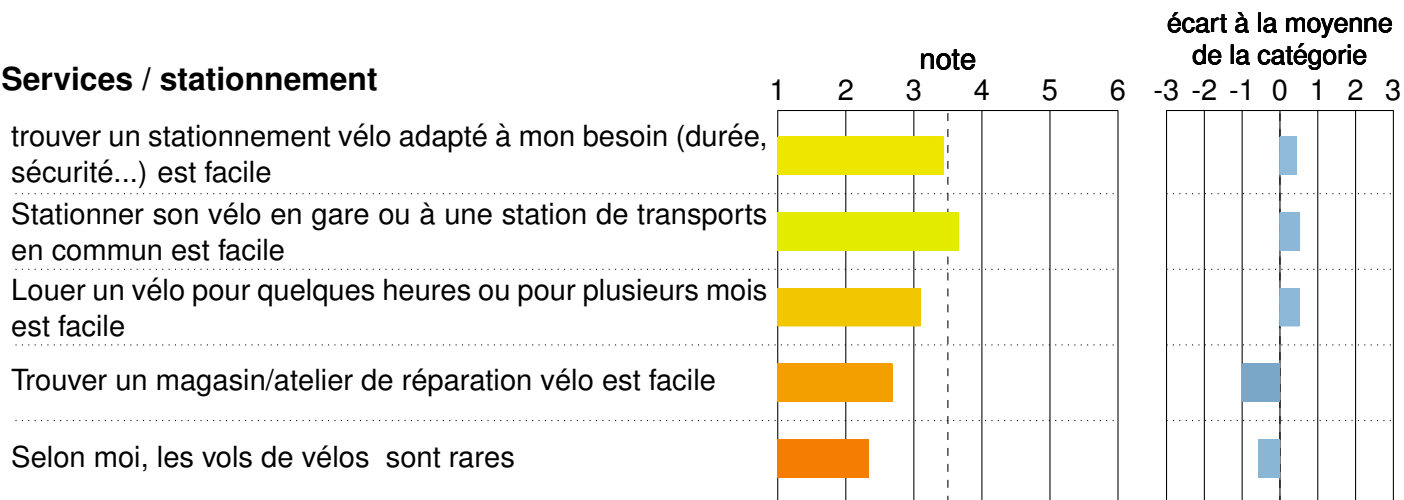 écart à la moyenne
note de la catégorie
Services / stationnement
1 2 3 4 5 6 -3 -2 -1 0 1 2 3
trouver un stationnement vélo adapté à mon besoin (durée,
sécurité...) est facile
Stationner son vélo en gare ou à une station de transports
en commun est facile
Louer un vélo pour quelques heures ou pour plusieurs mois
est facile
Trouver un magasin/atelier de réparation vélo est facile
Selon moi, les vols de vélos sont rares